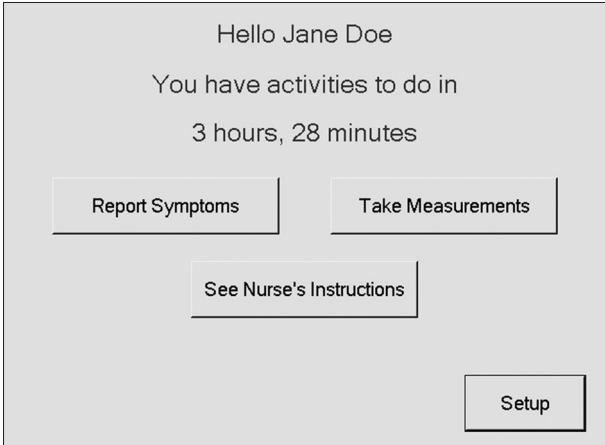 Hello Jane Doe
You have activities to do in
3 hours, 28 minutes
Report Symptoms
Take Measurements
See Nurse's Instructions
Setup